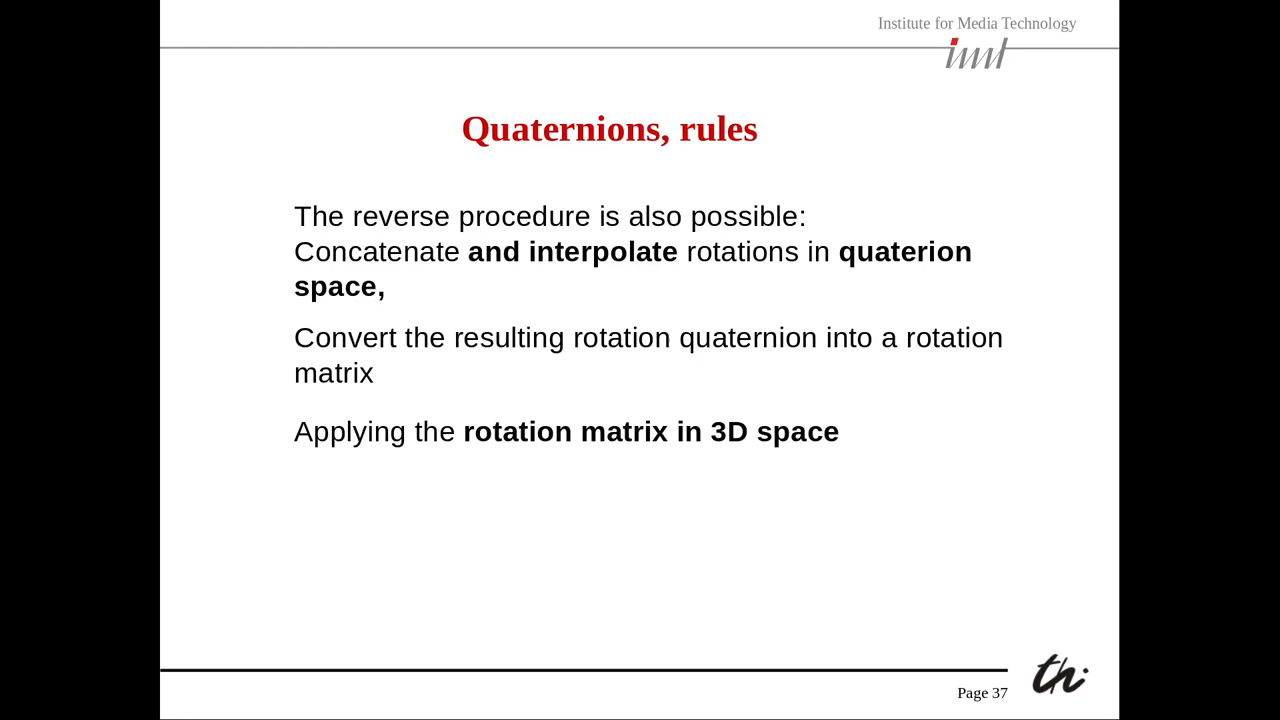 Institute for Media Technology
imt
Quaternions, rules
The reverse procedure is also possible:
Concatenate and interpolate rotations in quaterion
space,
Convert the resulting rotation quaternion into a rotation
matrix
Applying the rotation matrix in 3D space
th
Page 37